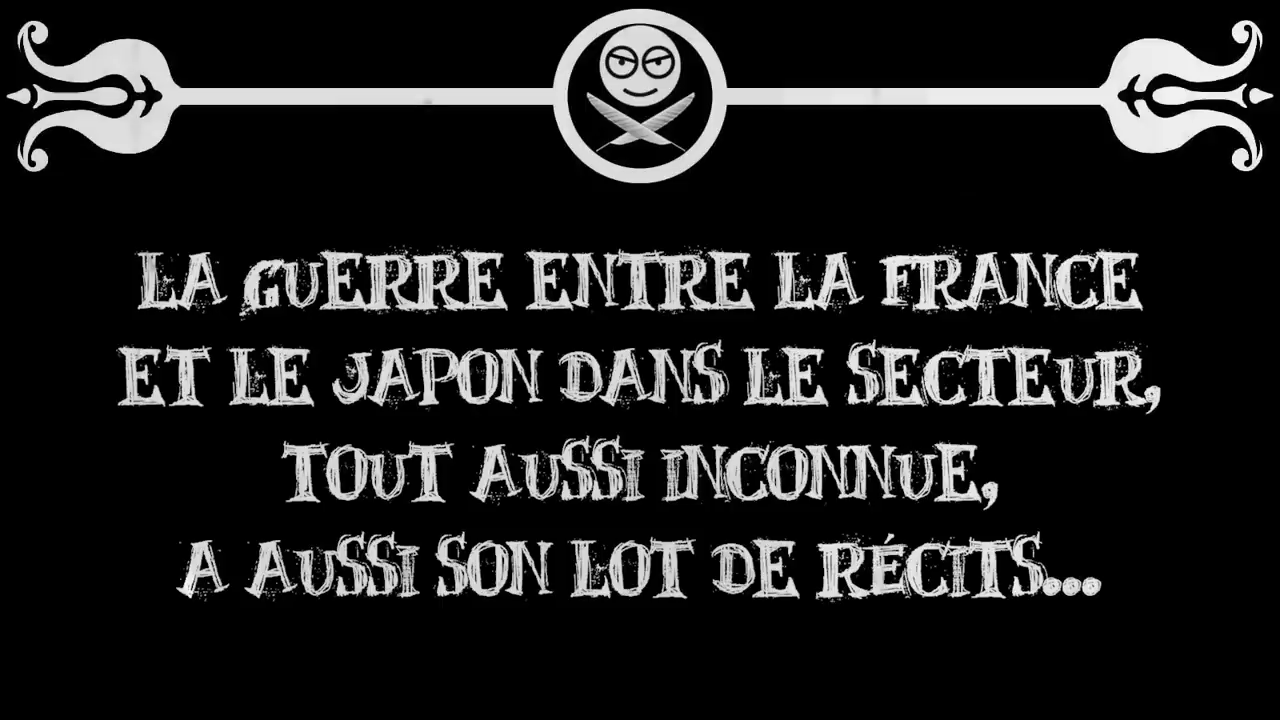 LA GUERRE ENTRE LA FRANCE
ET LE JAPON DANS LE SECTEUR,
TOUT AUSSI INCONNUE,
A AUSSI SON LOT DE RÉCITS...